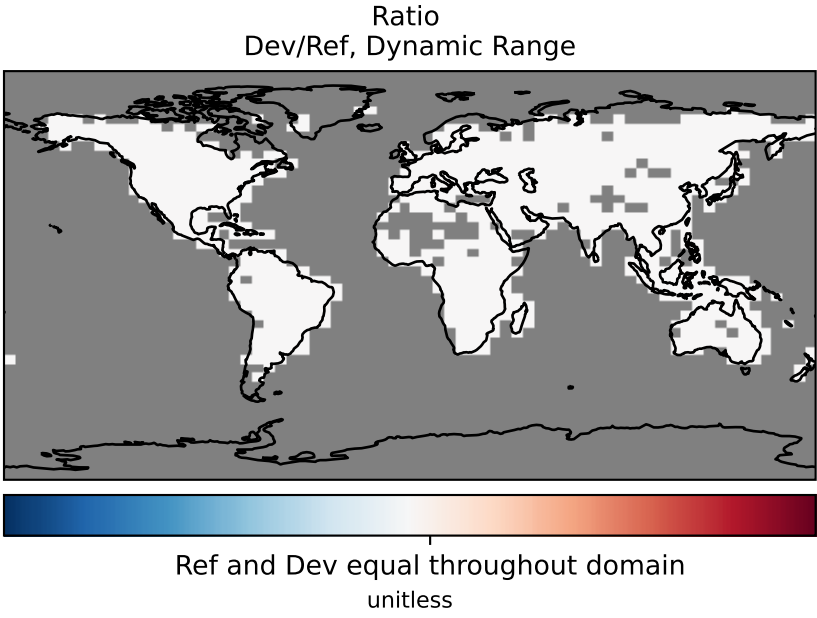 Ratio
Dev/Ref, Dynamic Range
Ref and Dev equal throughout domain
unitless